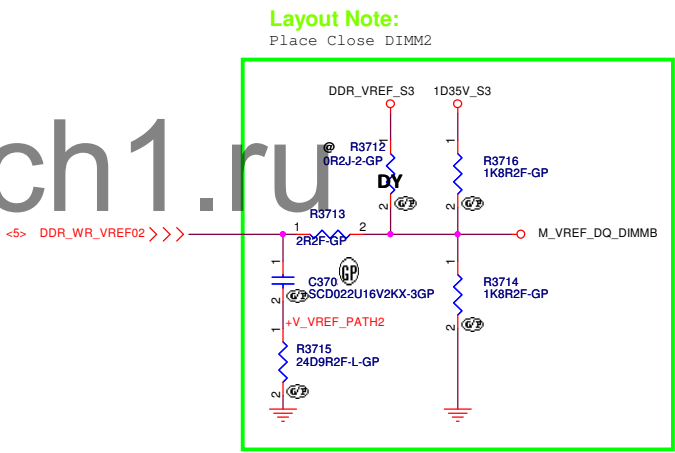 Layout Note:
Place Close DIMM2
DDR_VREF_S3 1D35V_S3
ch1.ru
1 @ R3712
0R2J-2-GP
DY
2 G/P
1 R3716
1K8R2F-GP
2 G/P
<5> DDR_WR_VREF02
R3713
1 2
2R2F-GP
M_VREF_DQ_DIMMB
GP
1 C370
SCD022U16V2KX-3GP
2 G/P
+V_VREF_PATH2
1 R3715
24D9R2F-L-GP
2 G/P
1 R3714
1K8R2F-GP
2 G/P